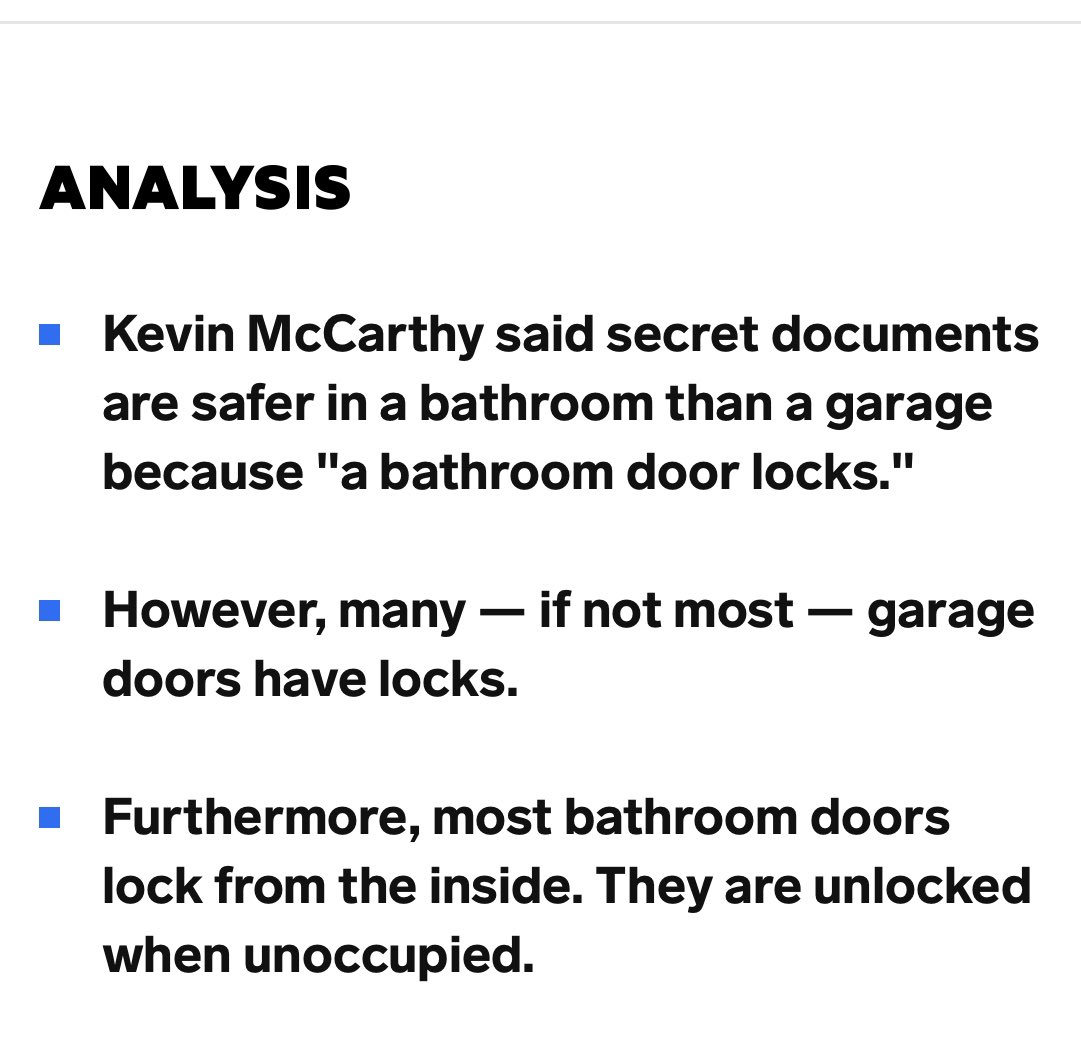 ANALYSIS
Kevin McCarthy said secret documents
are safer in a bathroom than a garage
because "a bathroom door locks."
However, many — if not most — garage
doors have locks.
Furthermore, most bathroom doors
lock from the inside. They are unlocked
when unoccupied.